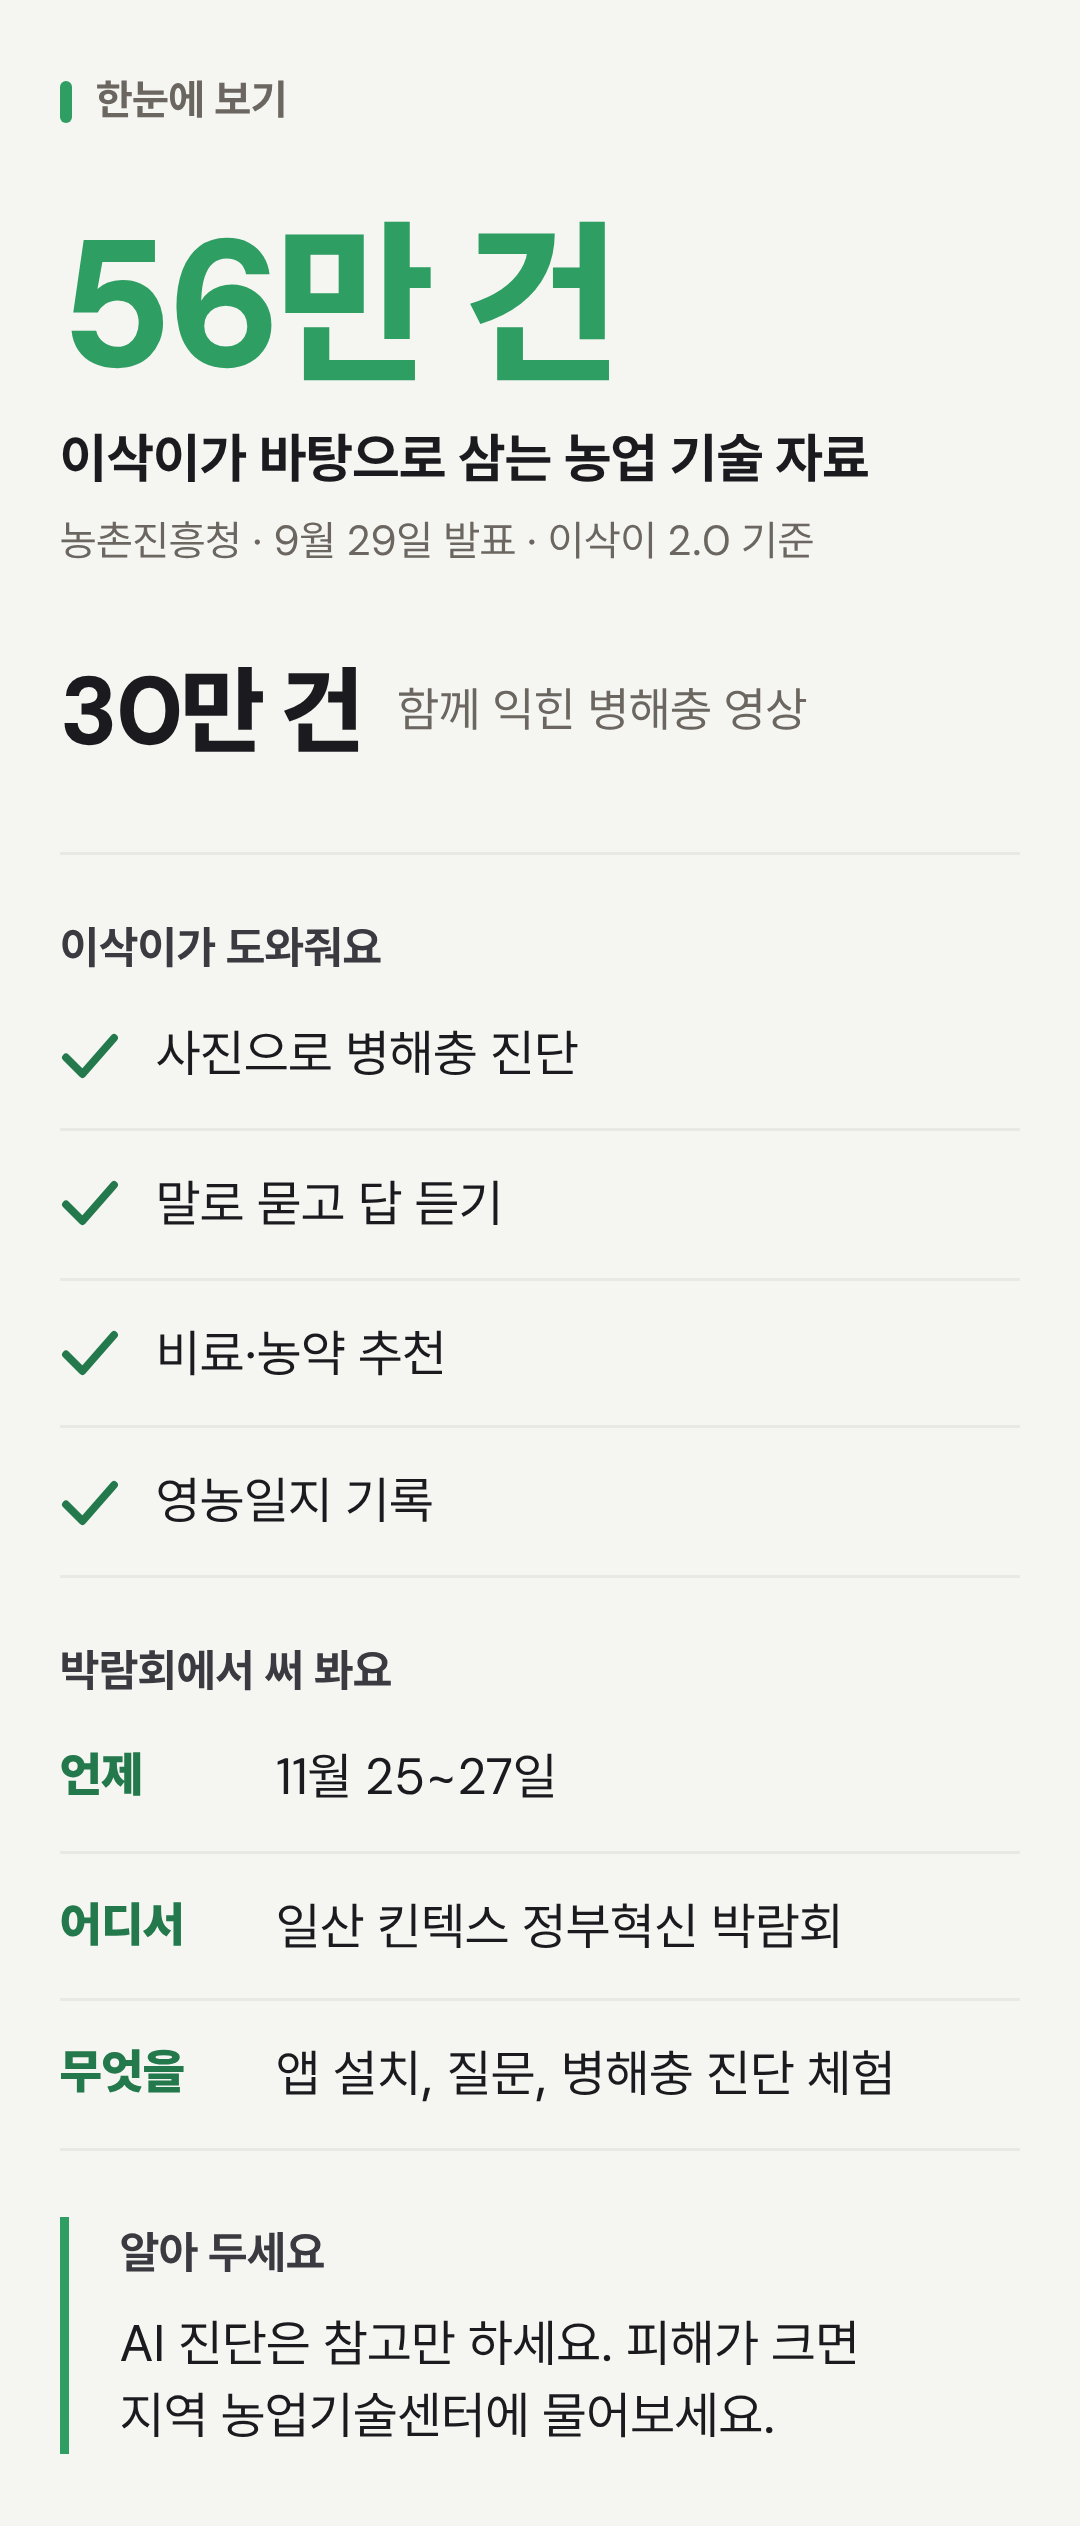 한눈에 보기
56만 건
이삭이가 바탕으로 삼는 농업 기술 자료
농촌진흥청 · 9월 29일 발표 · 이삭이 2.0 기준
30만 건 함께 익힌 병해충 영상
이삭이가 도와줘요
사진으로 병해충 진단
말로 묻고 답 듣기
비료·농약 추천
영농일지 기록
박람회에서 써 봐요
언제 11월 25~27일
어디서 일산 킨텍스 정부혁신 박람회
무엇을 앱 설치, 질문, 병해충 진단 체험
알아 두세요
AI 진단은 참고만 하세요. 피해가 크면
지역 농업기술센터에 물어보세요.